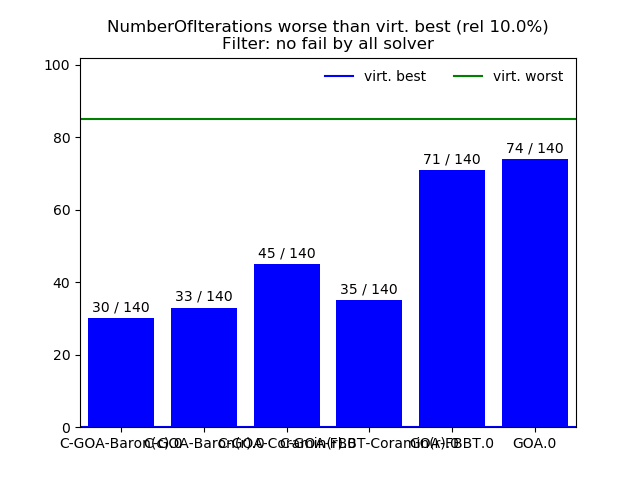 NumberOfIterations worse than virt. best (rel 10.0%)
Filter: no fail by all solver
virt. best
virt. worst
100
80
60
40
20
0
30 / 140
33 / 140
45 / 140
35 / 140
71 / 140
74 / 140
GOA.0